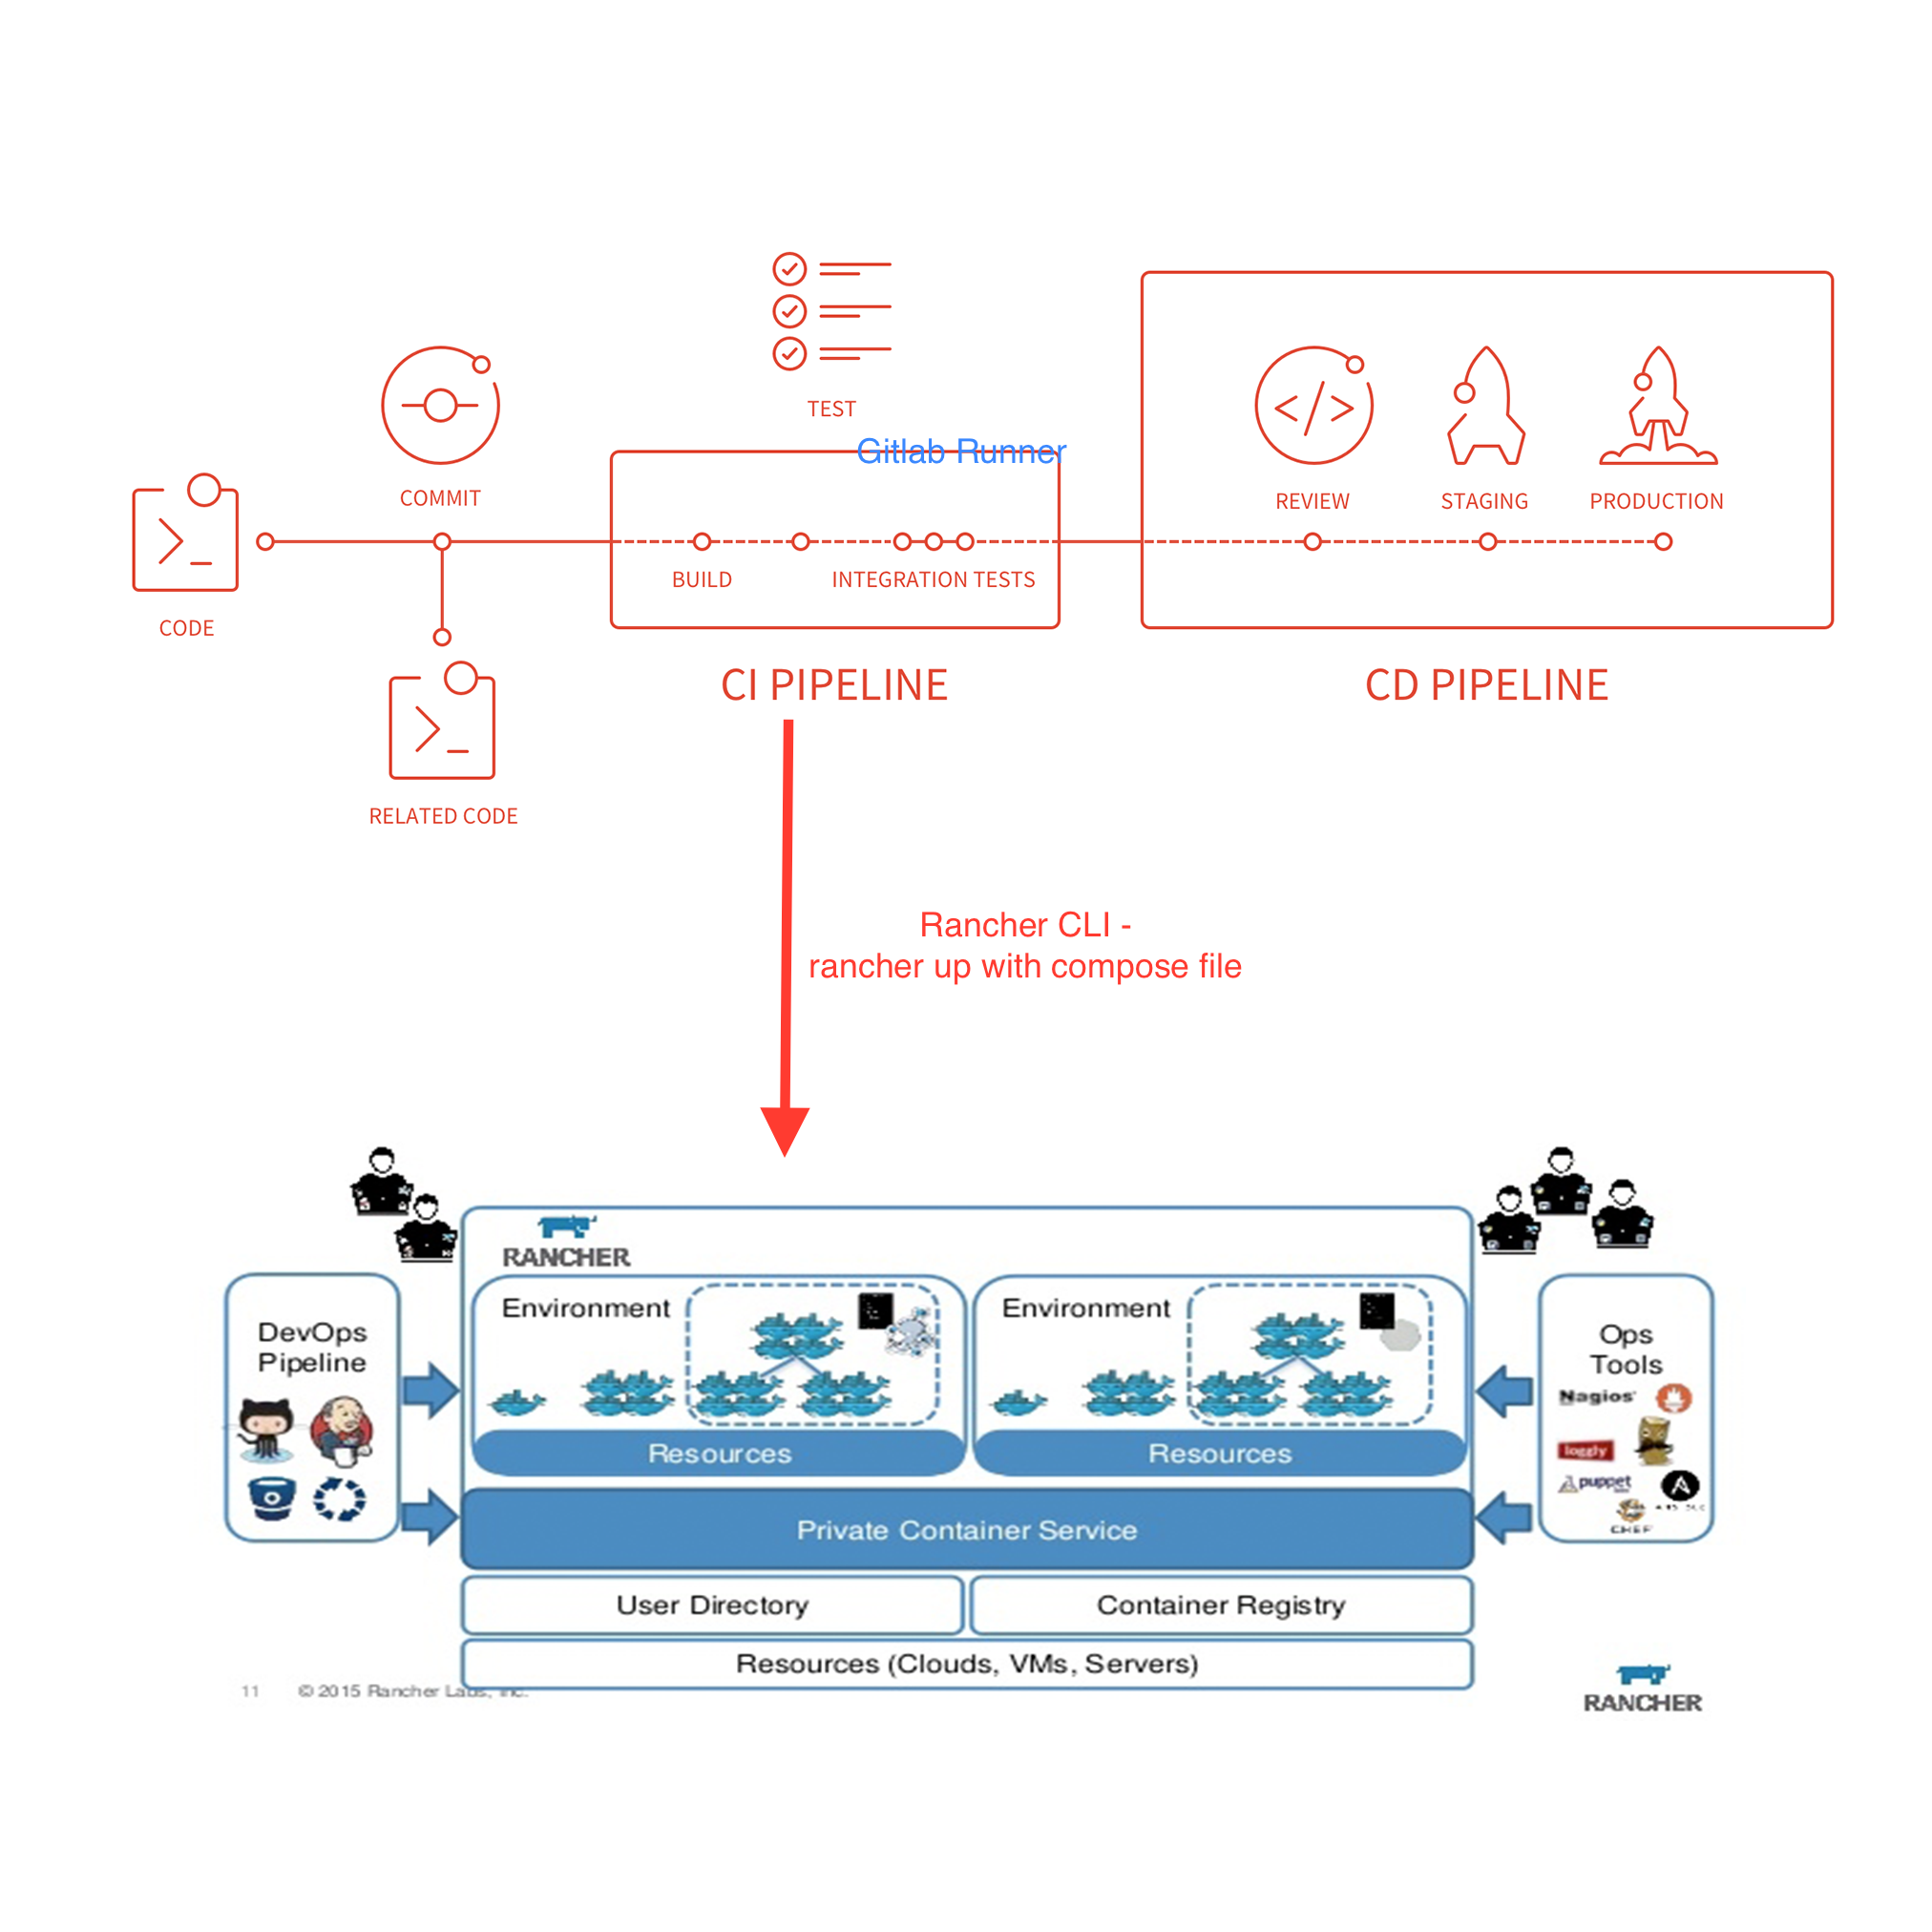 TEST
Gitlab Runner
COMMIT
REVIEW
STAGING
PRODUCTION
BUILD
INTEGRATION TESTS
CODE
CI PIPELINE
CD PIPELINE
RELATED CODE
Rancher CLI -
rancher up with compose file
RANCHER
DevOps
Pipeline
Environment
Environment
Resources
Resources
Ops
Tools
Nagios
loggly
puppet
CHEF
Private Container Service
User Directory
Container Registry
Resources (Clouds, VMs, Servers)
11
© 2015 Rancher Labs, Inc.
RANCHER